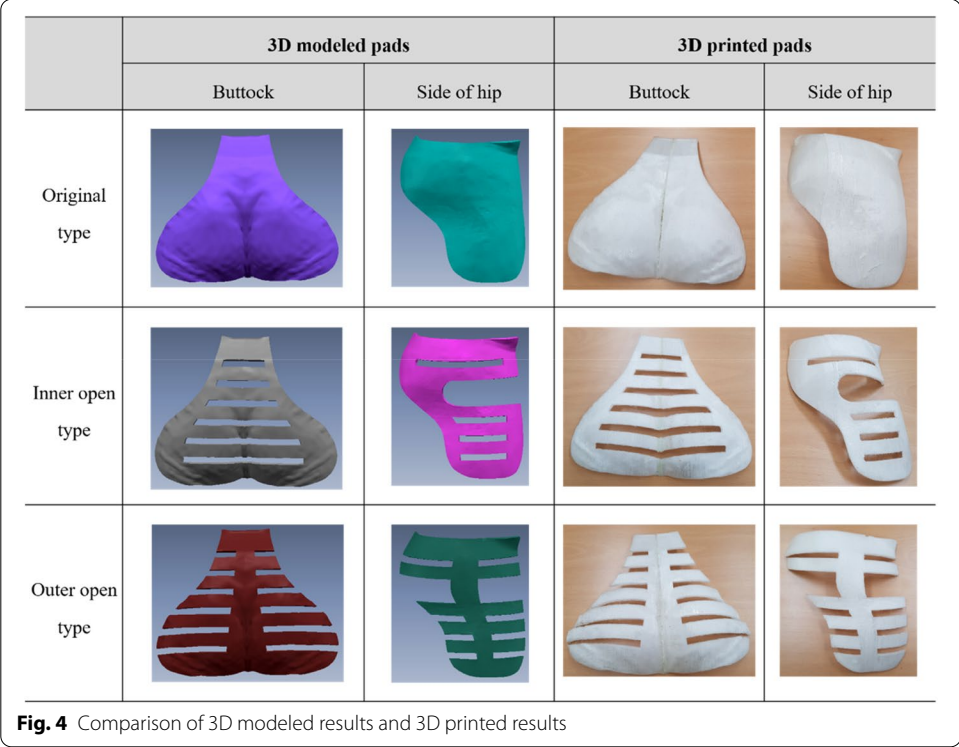 3D modeled pads 3D printed pads
Buttock Side of hip Buttock Side of hip
Original
type
Inner open
type
Outer open
type
Fig. 4 Comparison of 3D modeled results and 3D printed results